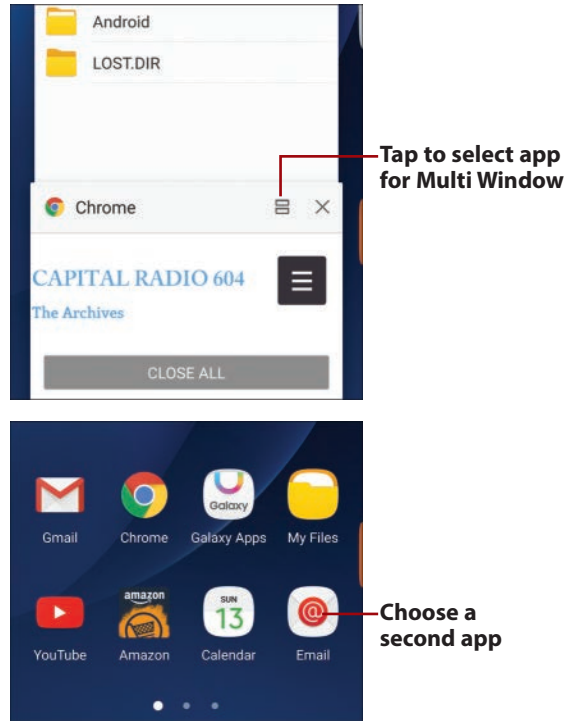 Android
LOST.DIR
Tap to select app
for Multi Window
Chrome
CAPITAL RADIO 604
The Archives
CLOSE ALL
Galaxy
Gmail
Chrome
Galaxy Apps
My Files
amazon
SUN
13
@
Choose a
second app
YouTube
Amazon
Calendar
Email